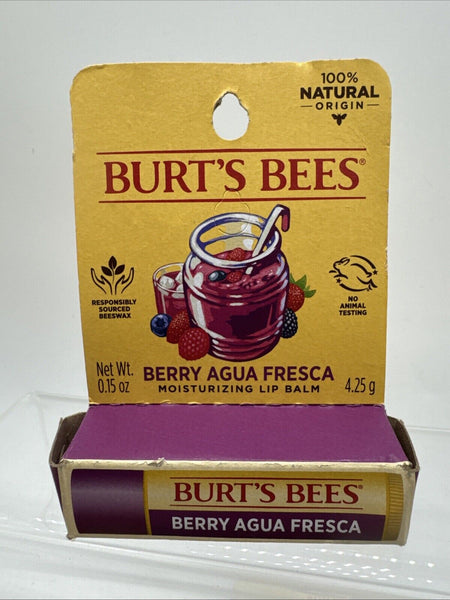 100%
NATURAL
ORIGIN
BURT'S BEES®
RESPONSIBLY
SOURCED
BEESWAX
NO
ANIMAL
TESTING
Net Wt.
0.15 oz
BERRY AGUA FRESCA
MOISTURIZING LIP BALM
4.25 g
BURT'S BEES®
BERRY AGUA FRESCA